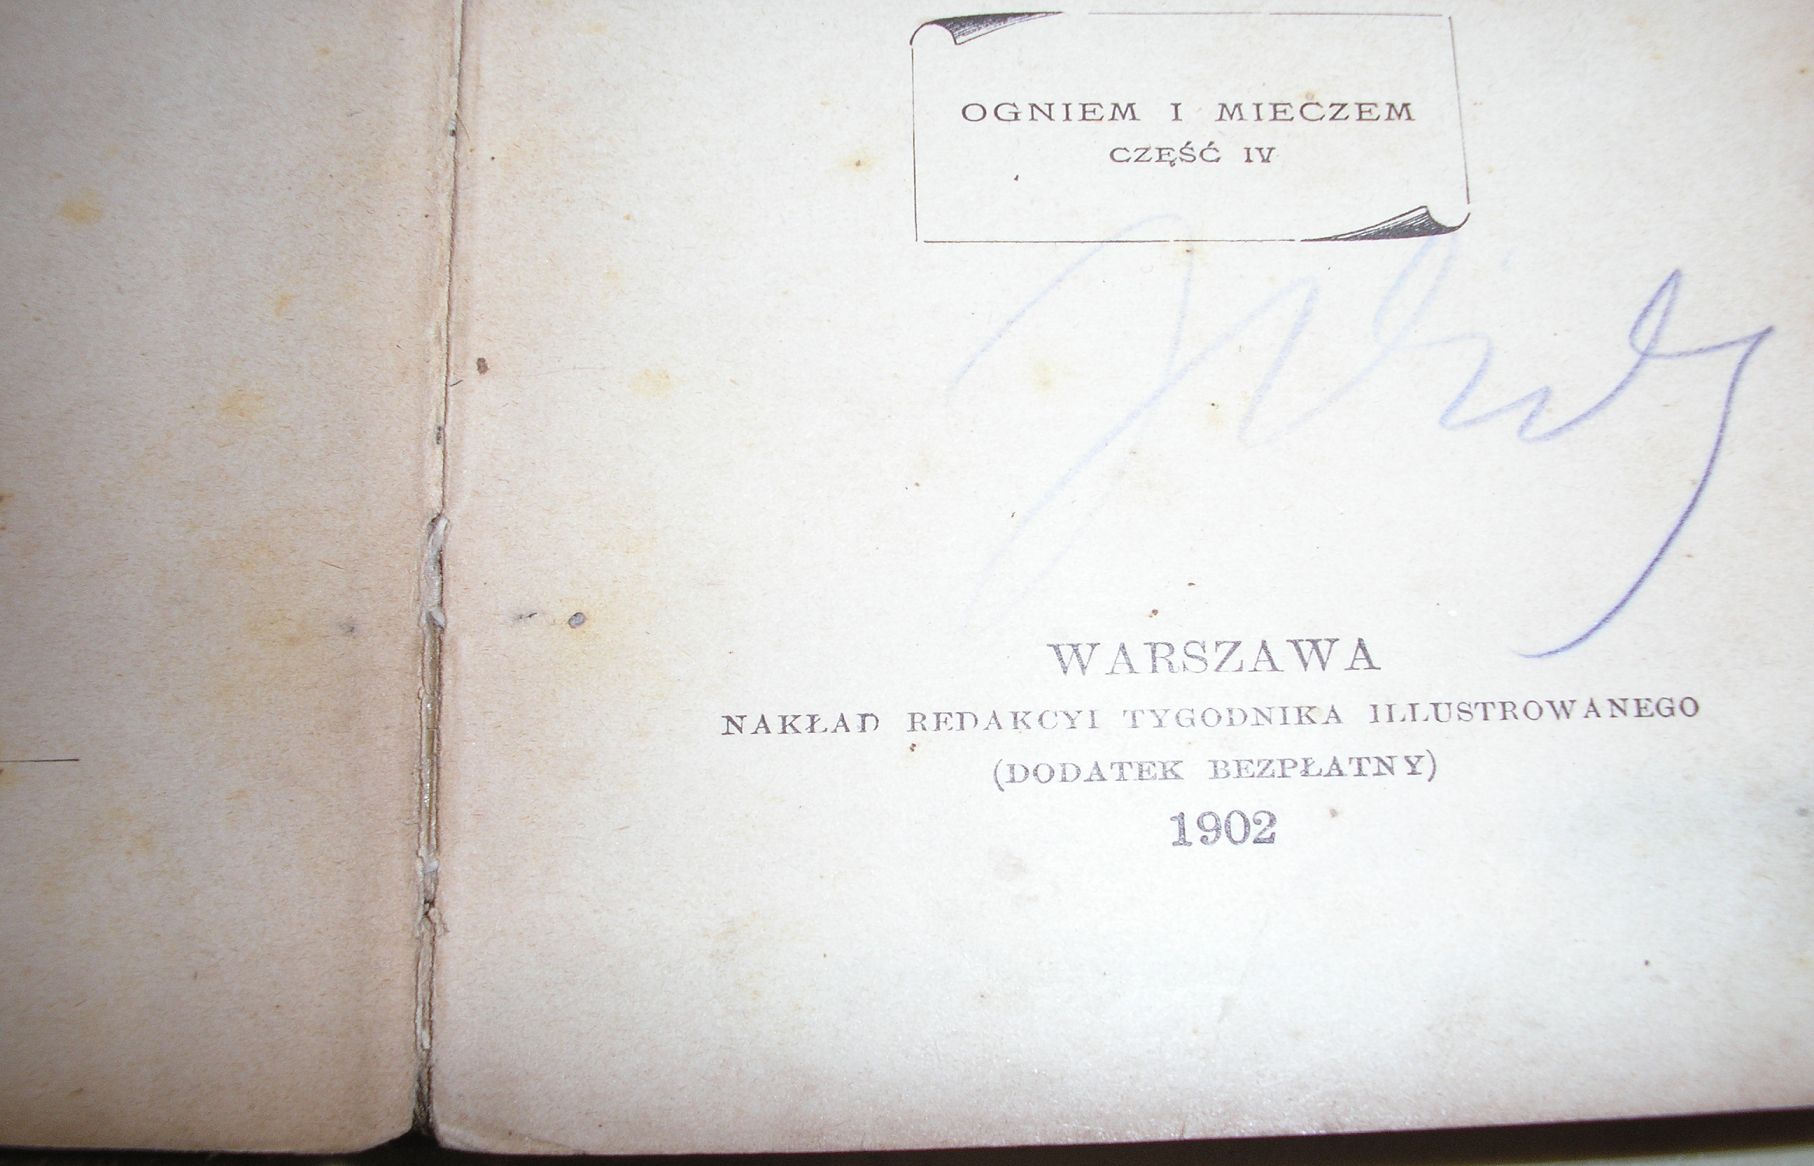 OGNIEM I MIECZEM
CZĘŚĆ IV
WARSZAWA
NAKŁAD REDAKCYI TYGODNIKA ILLUSTROWANEGO
(DODATEK BEZPŁATNY)
1902